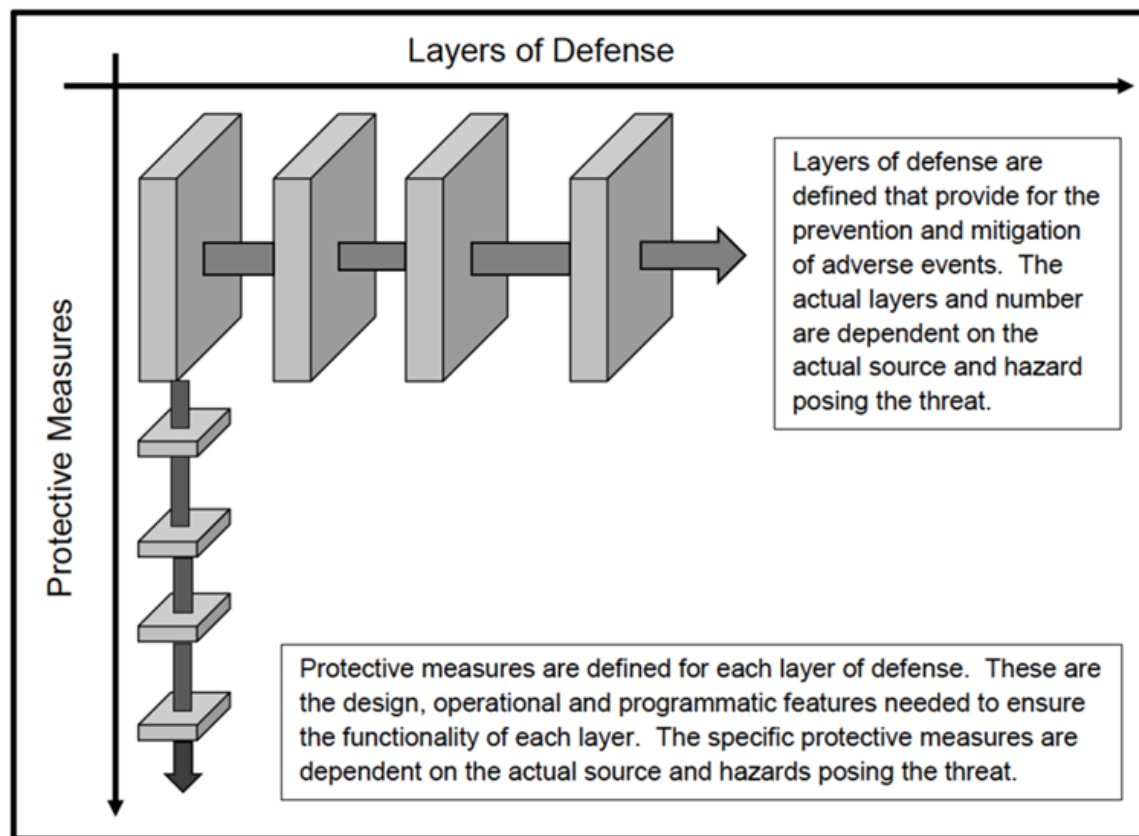 Layers of Defense
Layers of defense are
defined that provide for the
prevention and mitigation
of adverse events.  The
actual layers and number
are dependent on the
actual source and hazard
posing the threat.
Protective Measures
Protective measures are defined for each layer of defense.  These are
the design, operational and programmatic features needed to ensure
the functionality of each layer.  The specific protective measures are
dependent on the actual source and hazards posing the threat.